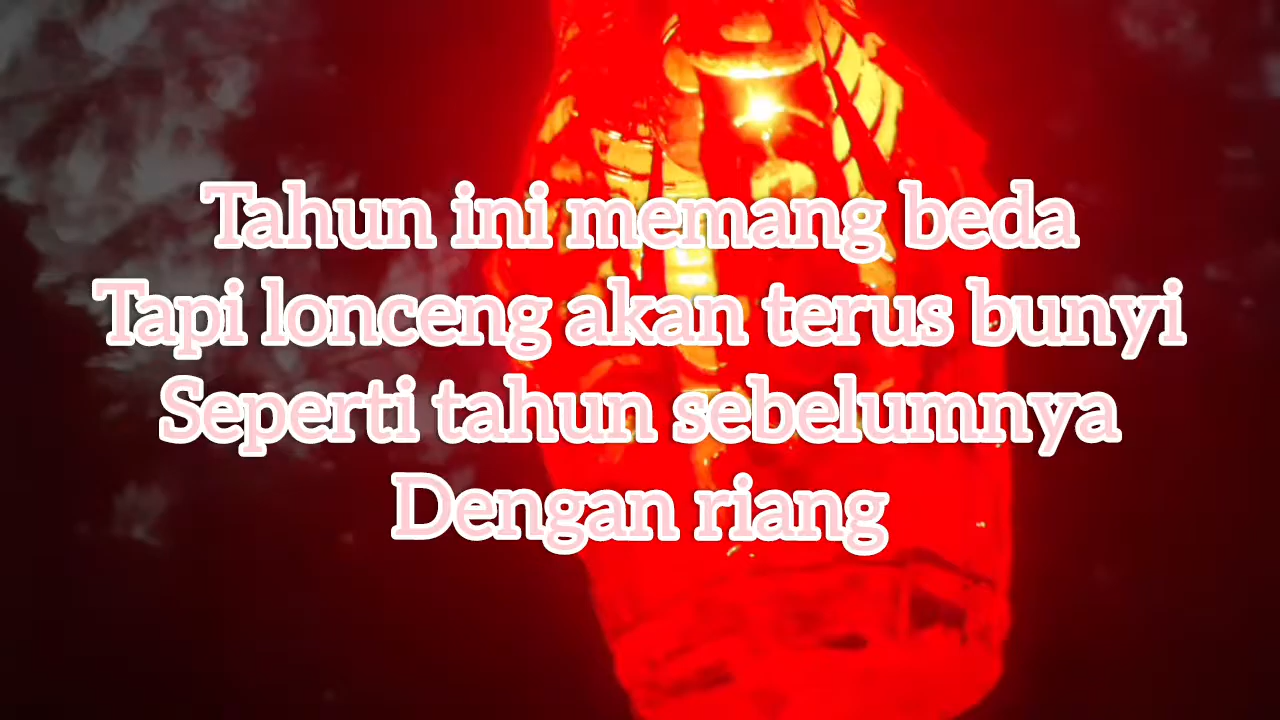 Tahun ini memang beda
Tapi lonceng akan terus bunyi
Seperti tahun sebelumnya
Dengan riang